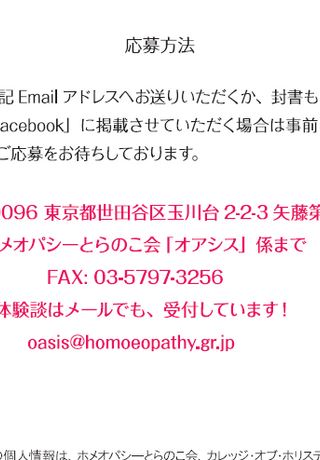 応募方法
記 Email アドレスへお送りいただくか、封書も
acebook」に掲載させていただく場合は事前
ご応募をお待ちしております。
0096 東京都世田谷区玉川台 2-2-3 矢藤第
メオパシーとらのこ会「オアシス」係まで
FAX: 03-5797-3256
体験談はメールでも、受付しています！
oasis@homoeopathy.gr.jp
の個人情報は、ホメオパシーとらのこ会、カレッジ・オブ・ホリステ